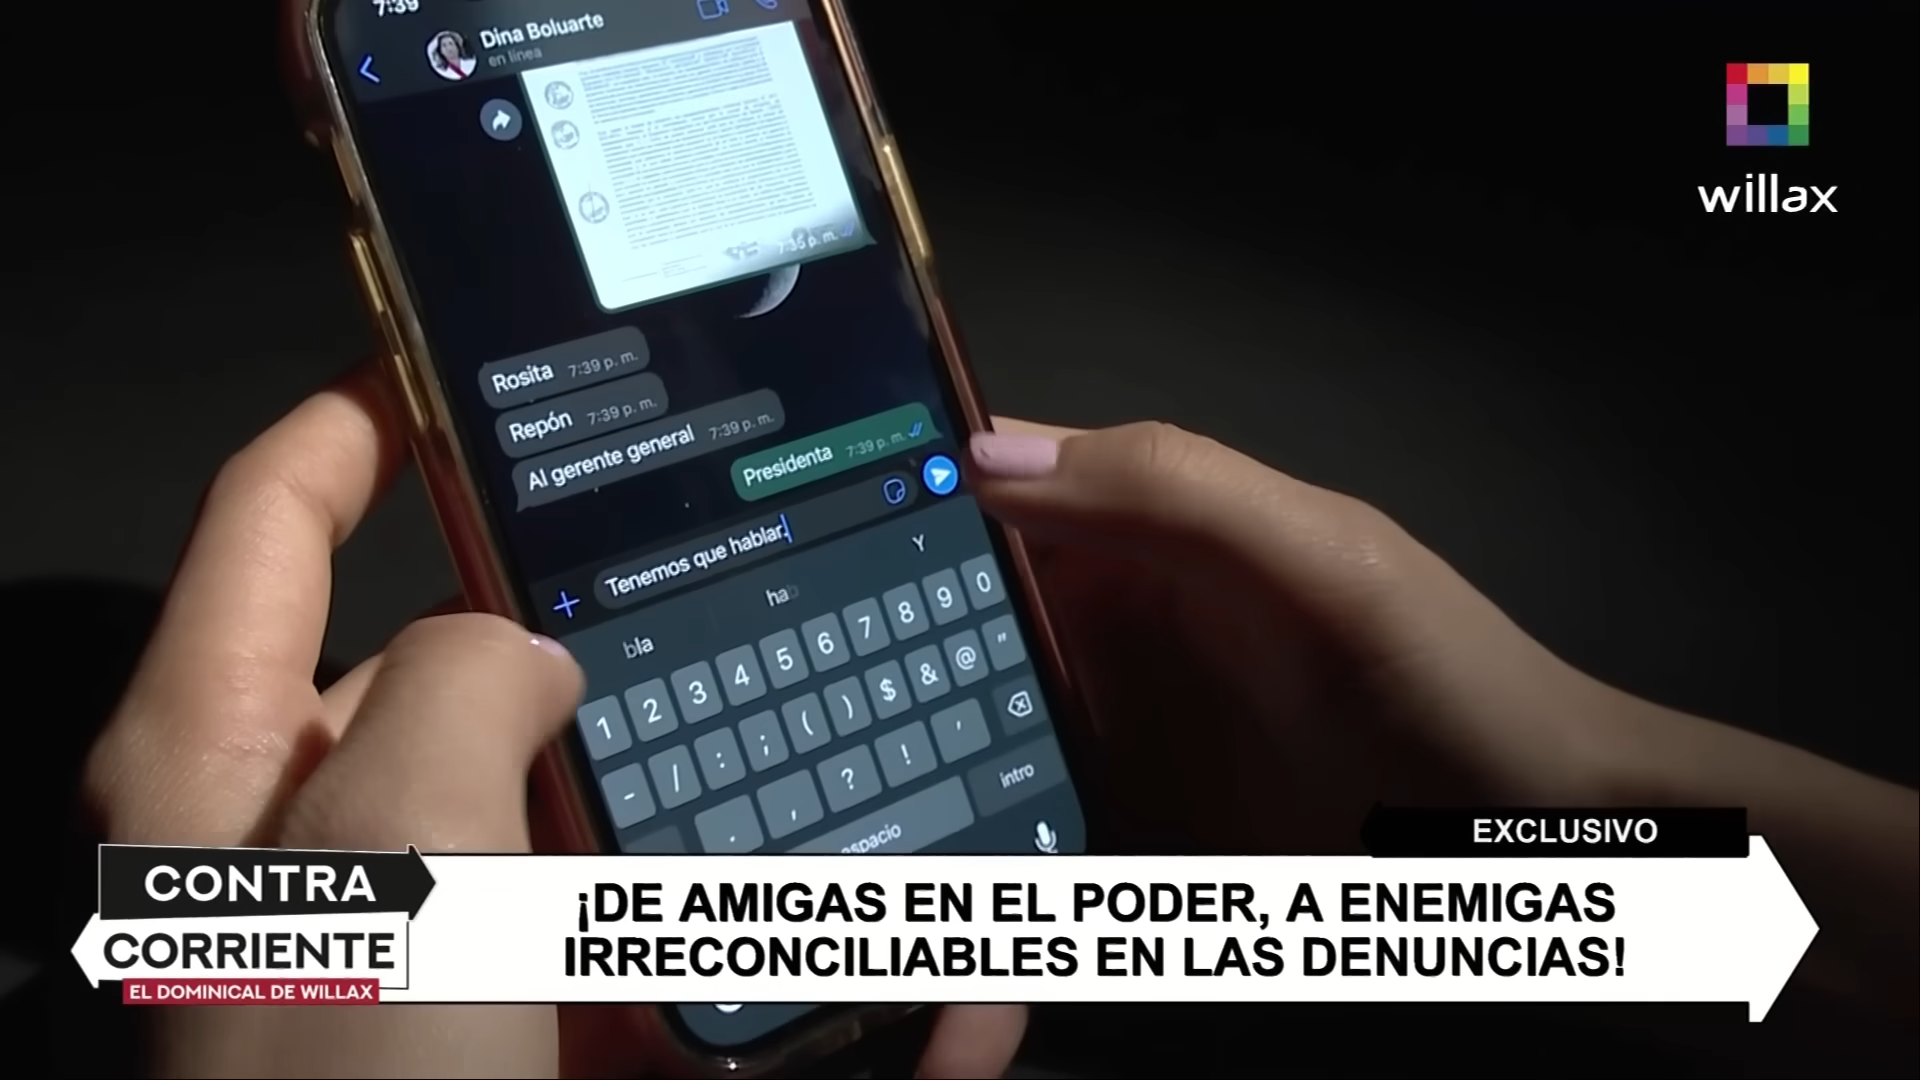 7:39
Dina Boluarte
en línea
7:35 p. m.
Rosita 7:39 p. m.
Repón 7:39 p. m.
Al gerente general 7:39 p. m.
Presidenta 7:39 p. m.
Tenemos que hablar.
bla
ha
Y
1 2 3 4 5 6 7 8 9 0
- / : ; ( ) $ & @ "
. , ? ! '
espacio
intro
willax
EXCLUSIVO
CONTRA
CORRIENTE
EL DOMINICAL DE WILLAX
¡DE AMIGAS EN EL PODER, A ENEMIGAS
IRRECONCILIABLES EN LAS DENUNCIAS!